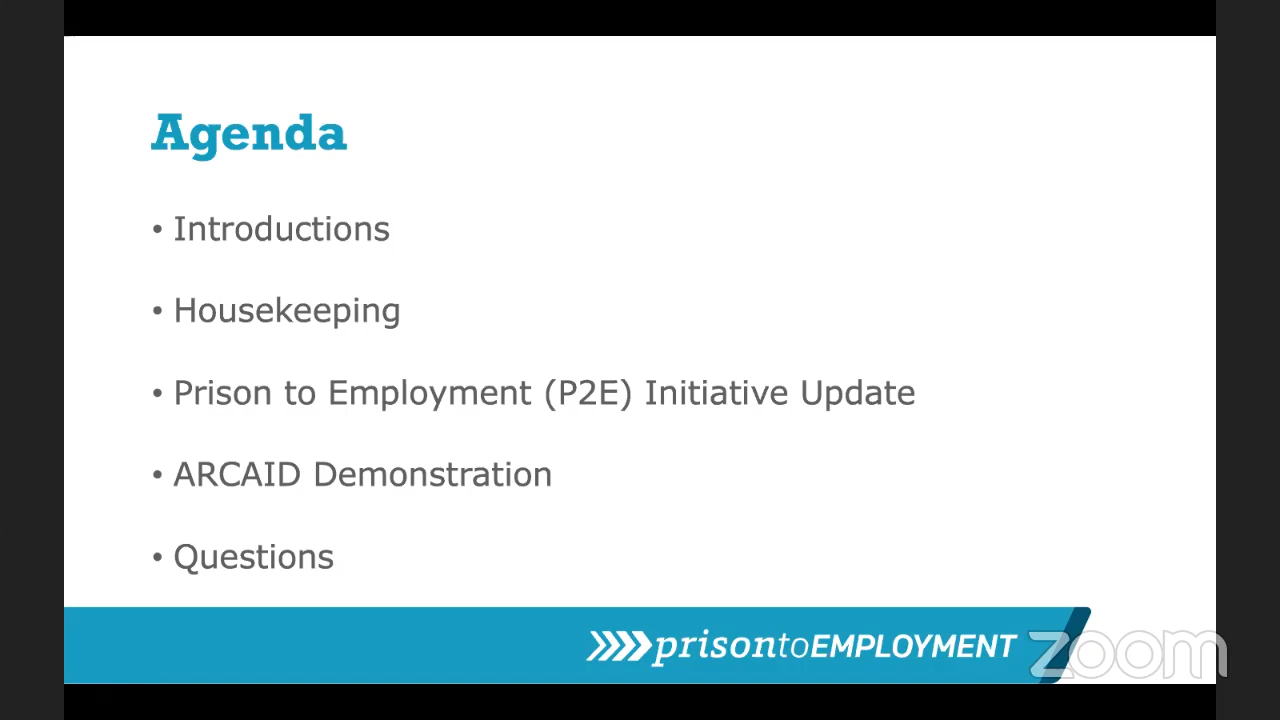 Agenda
• Introductions
• Housekeeping
• Prison to Employment (P2E) Initiative Update
• ARCAID Demonstration
• Questions
prisontoEMPLOYMENT
zoom